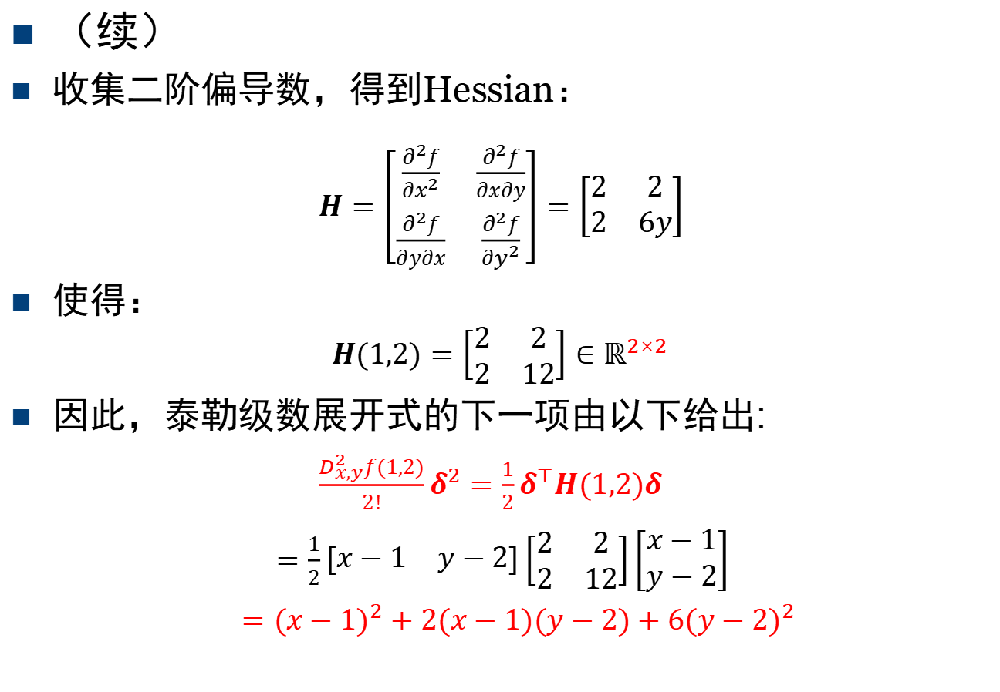 （续）
收集二阶偏导数，得到Hessian：
$\boldsymbol{H} = \begin{bmatrix} \frac{\partial^2 f}{\partial x^2} & \frac{\partial^2 f}{\partial x \partial y} \\ \frac{\partial^2 f}{\partial y \partial x} & \frac{\partial^2 f}{\partial y^2} \end{bmatrix} = \begin{bmatrix} 2 & 2 \\ 2 & 6y \end{bmatrix}$
使得：
$\boldsymbol{H}(1,2) = \begin{bmatrix} 2 & 2 \\ 2 & 12 \end{bmatrix} \in \mathbb{R}^{2 \times 2}$
因此，泰勒级数展开式的下一项由以下给出:
$\frac{D_{x,y}^2 f(1,2)}{2!} \boldsymbol{\delta}^2 = \frac{1}{2} \boldsymbol{\delta}^\top \boldsymbol{H}(1,2) \boldsymbol{\delta}$
$= \frac{1}{2} [x-1 \quad y-2] \begin{bmatrix} 2 & 2 \\ 2 & 12 \end{bmatrix} \begin{bmatrix} x-1 \\ y-2 \end{bmatrix}$
$= (x-1)^2 + 2(x-1)(y-2) + 6(y-2)^2$